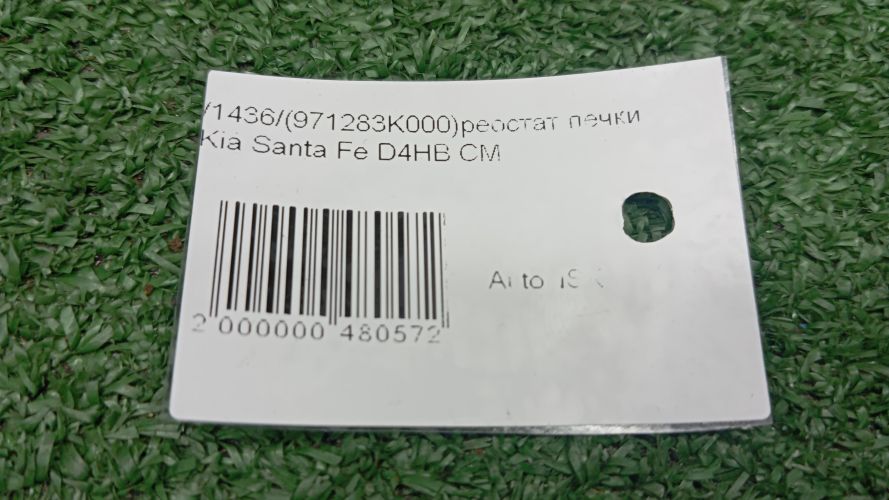 /1436/(971283K000)реостат печки
Kia Santa Fe D4HB CM
2 000000 480572